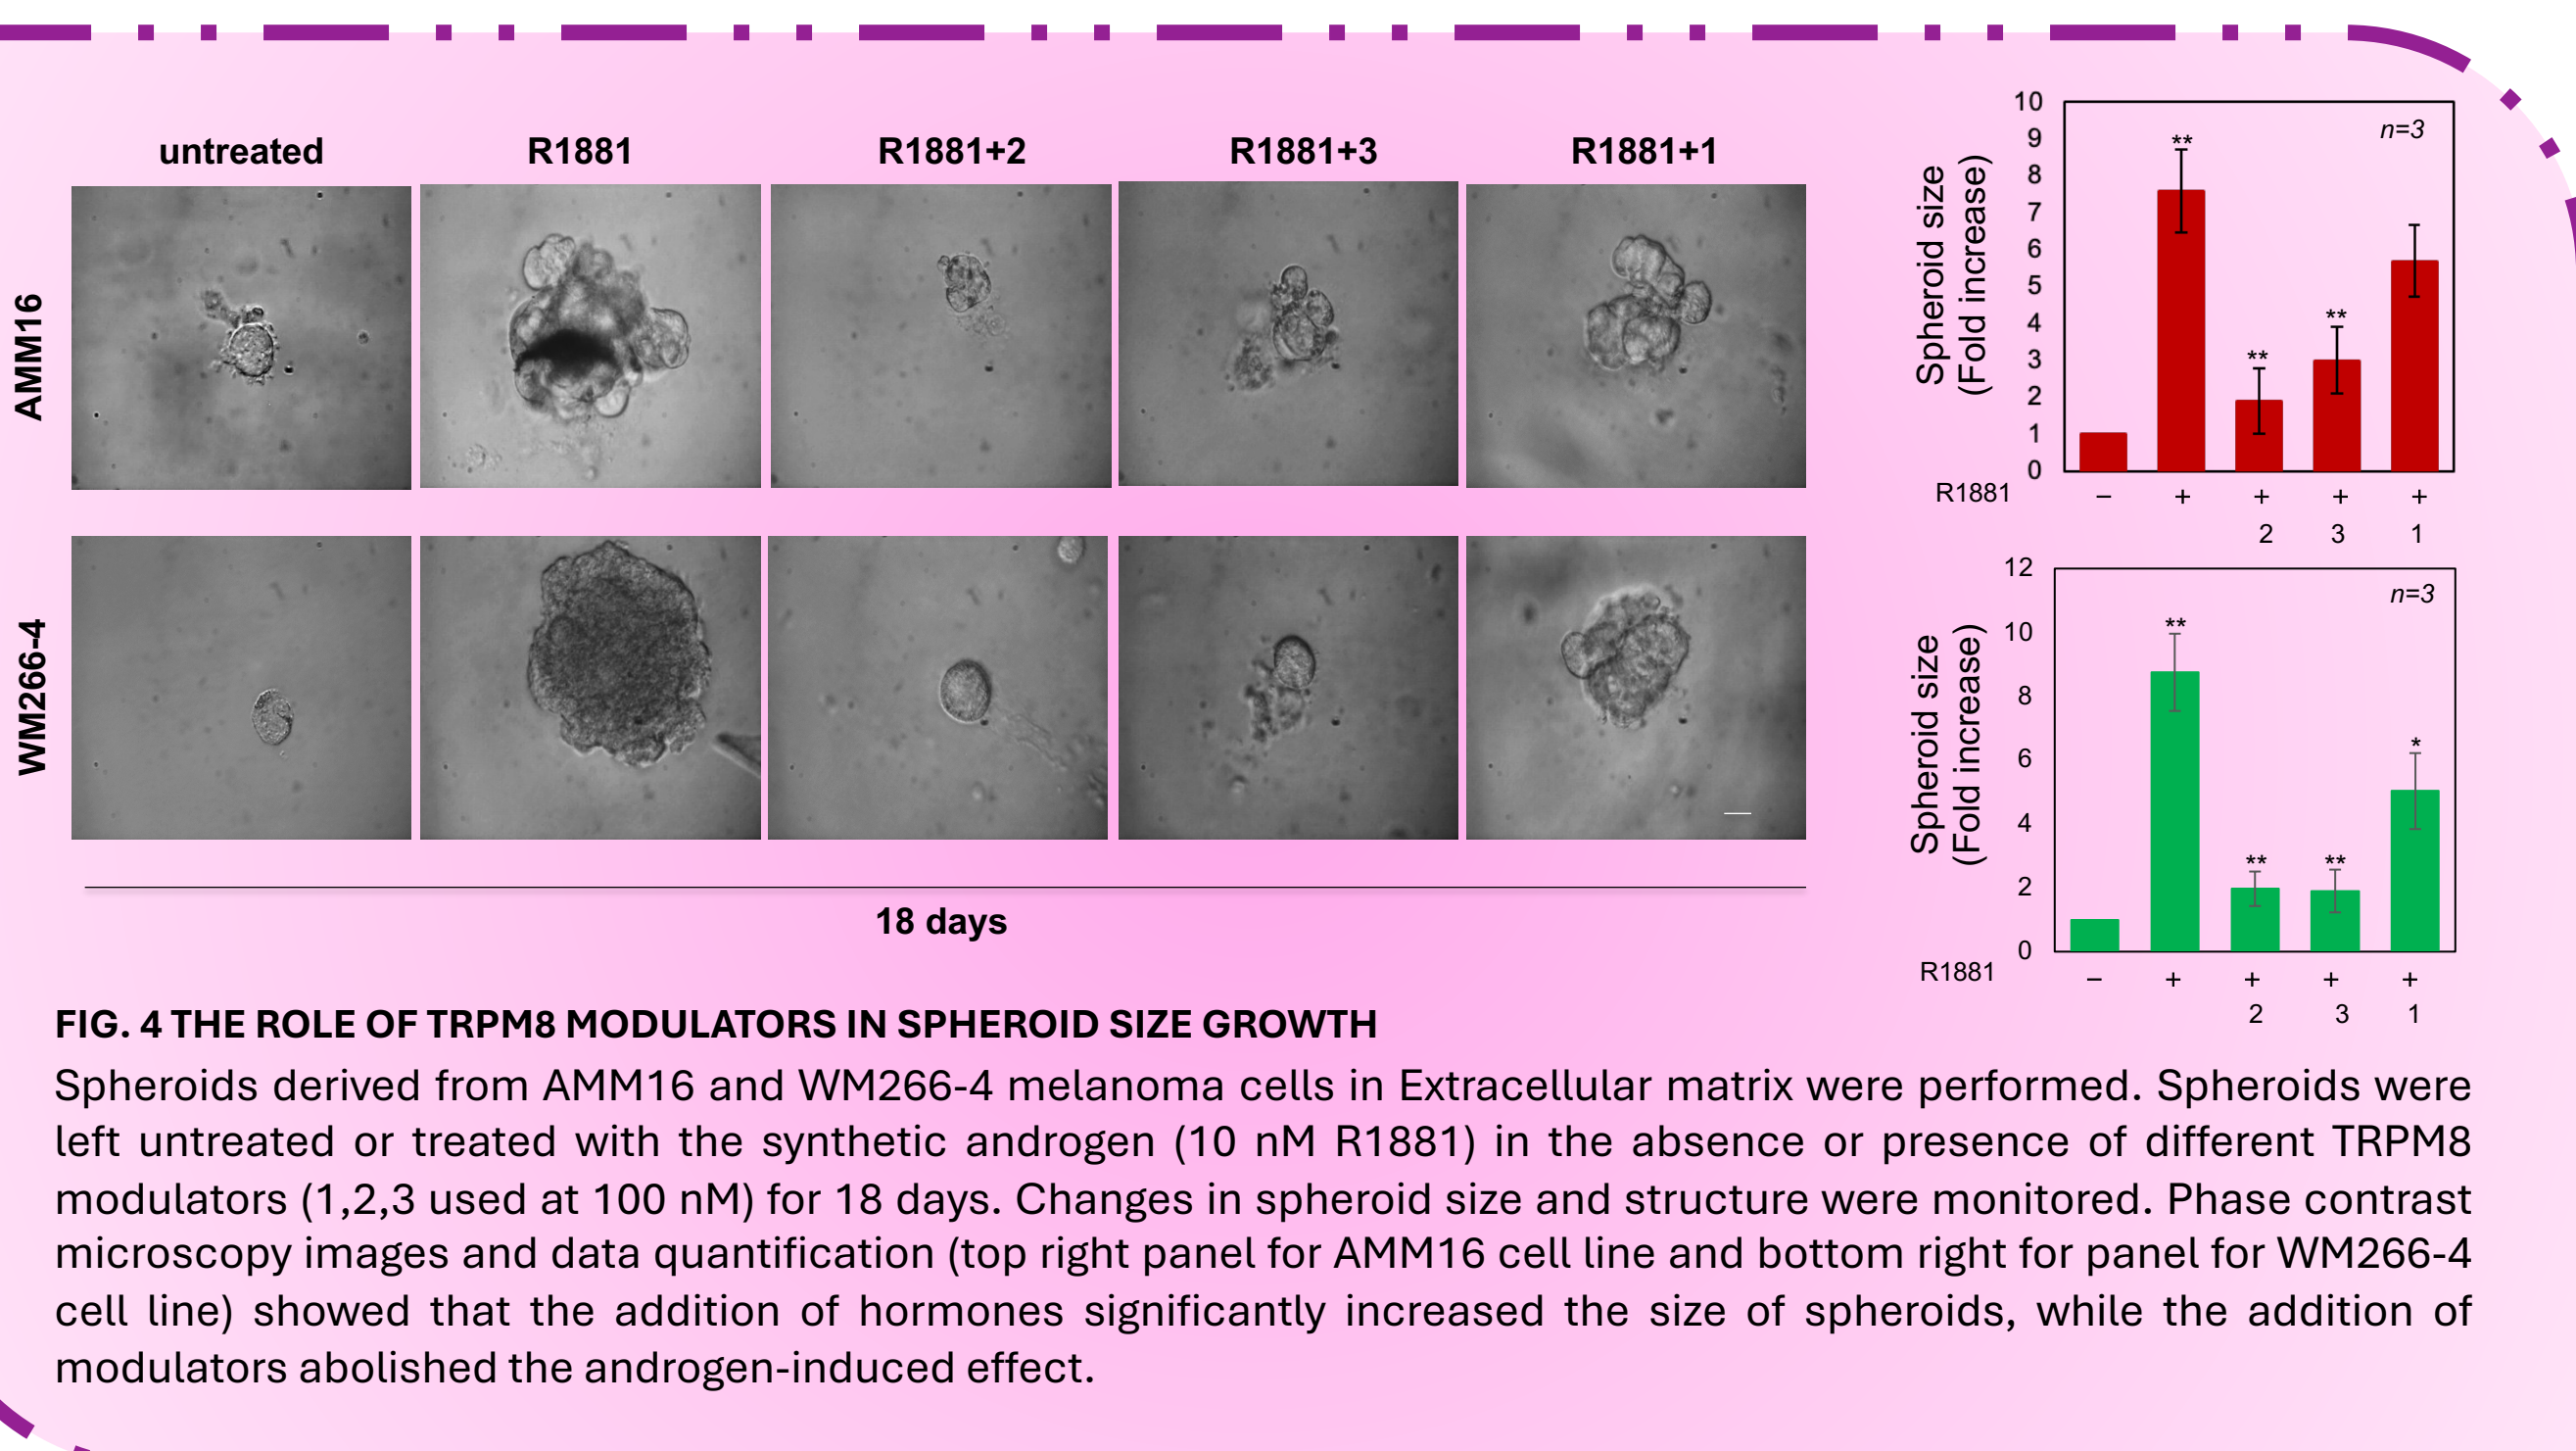 untreated R1881 R1881+2 R1881+3 R1881+1
AMM16
WM266-4
18 days
Spheroid size
(Fold increase)
10
9
8
7
6
5
4
3
2
1
0
n=3
**
**
**
R1881 – + + + +
2 3 1
Spheroid size
(Fold increase)
12
10
8
6
4
2
0
n=3
**
**
**
*
R1881 – + + + +
2 3 1
FIG. 4 THE ROLE OF TRPM8 MODULATORS IN SPHEROID SIZE GROWTH
Spheroids derived from AMM16 and WM266-4 melanoma cells in Extracellular matrix were performed. Spheroids were
left untreated or treated with the synthetic androgen (10 nM R1881) in the absence or presence of different TRPM8
modulators (1,2,3 used at 100 nM) for 18 days. Changes in spheroid size and structure were monitored. Phase contrast
microscopy images and data quantification (top right panel for AMM16 cell line and bottom right for panel for WM266-4
cell line) showed that the addition of hormones significantly increased the size of spheroids, while the addition of
modulators abolished the androgen-induced effect.